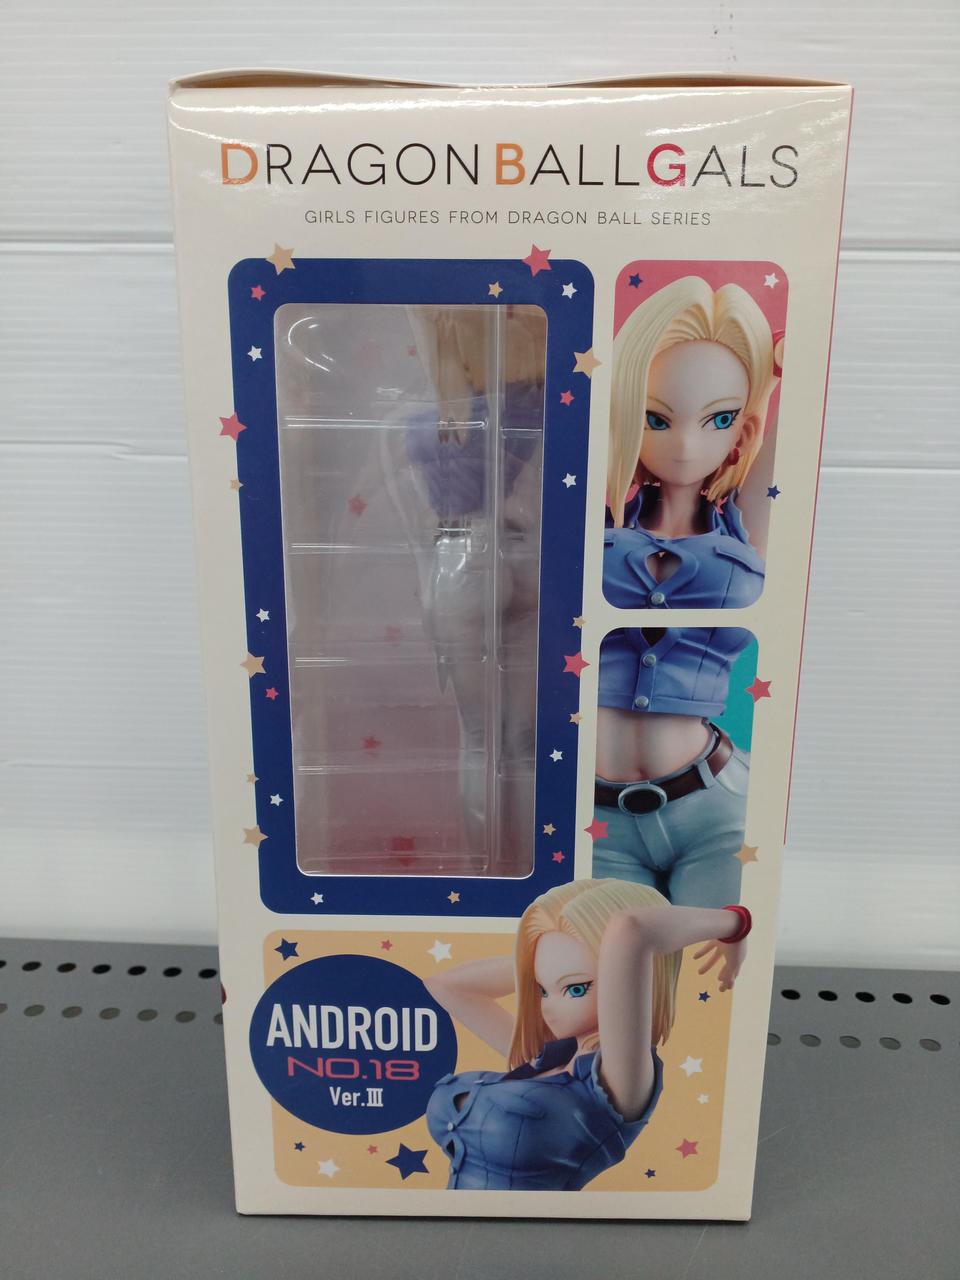 DRAGONBALLGALS
GIRLS FIGURES FROM DRAGON BALL SERIES
ANDROID
NO.18
Ver.Ⅲ